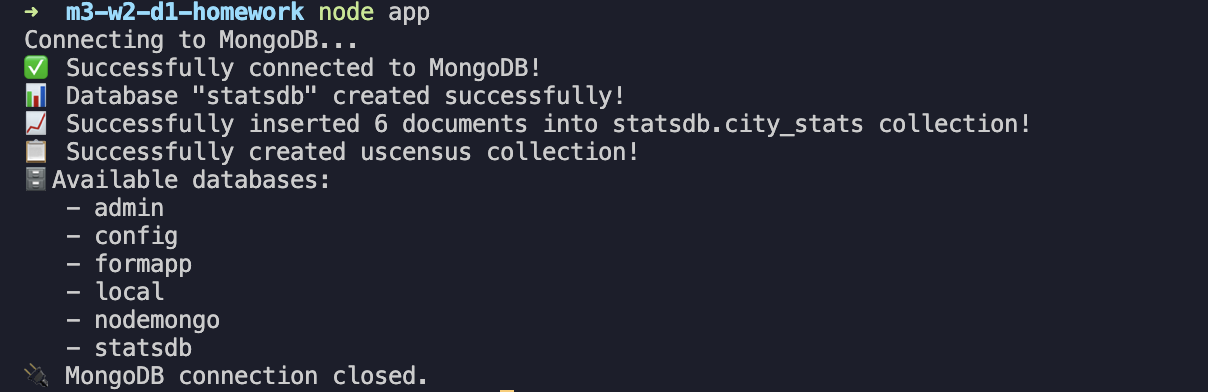 → m3-w2-d1-homework node app
Connecting to MongoDB...
✅ Successfully connected to MongoDB!
📊 Database "statsdb" created successfully!
📈 Successfully inserted 6 documents into statsdb.city_stats collection!
📋 Successfully created uscensus collection!
🗄️ Available databases:
- admin
- config
- formapp
- local
- nodemongo
- statsdb
🔌 MongoDB connection closed.